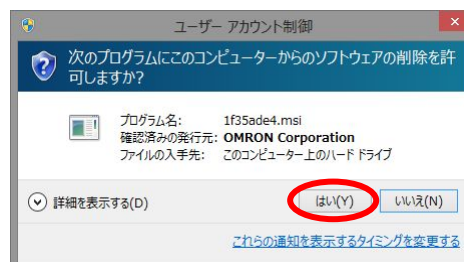 ユーザー アカウント制御
次のプログラムにこのコンピューターからのソフトウェアの削除を許
可しますか?
プログラム名: 1f35ade4.msi
確認済みの発行元: OMRON Corporation
ファイルの入手先: このコンピューター上のハード ドライブ
詳細を表示する(D)
はい(Y)
いいえ(N)
これらの通知を表示するタイミングを変更する